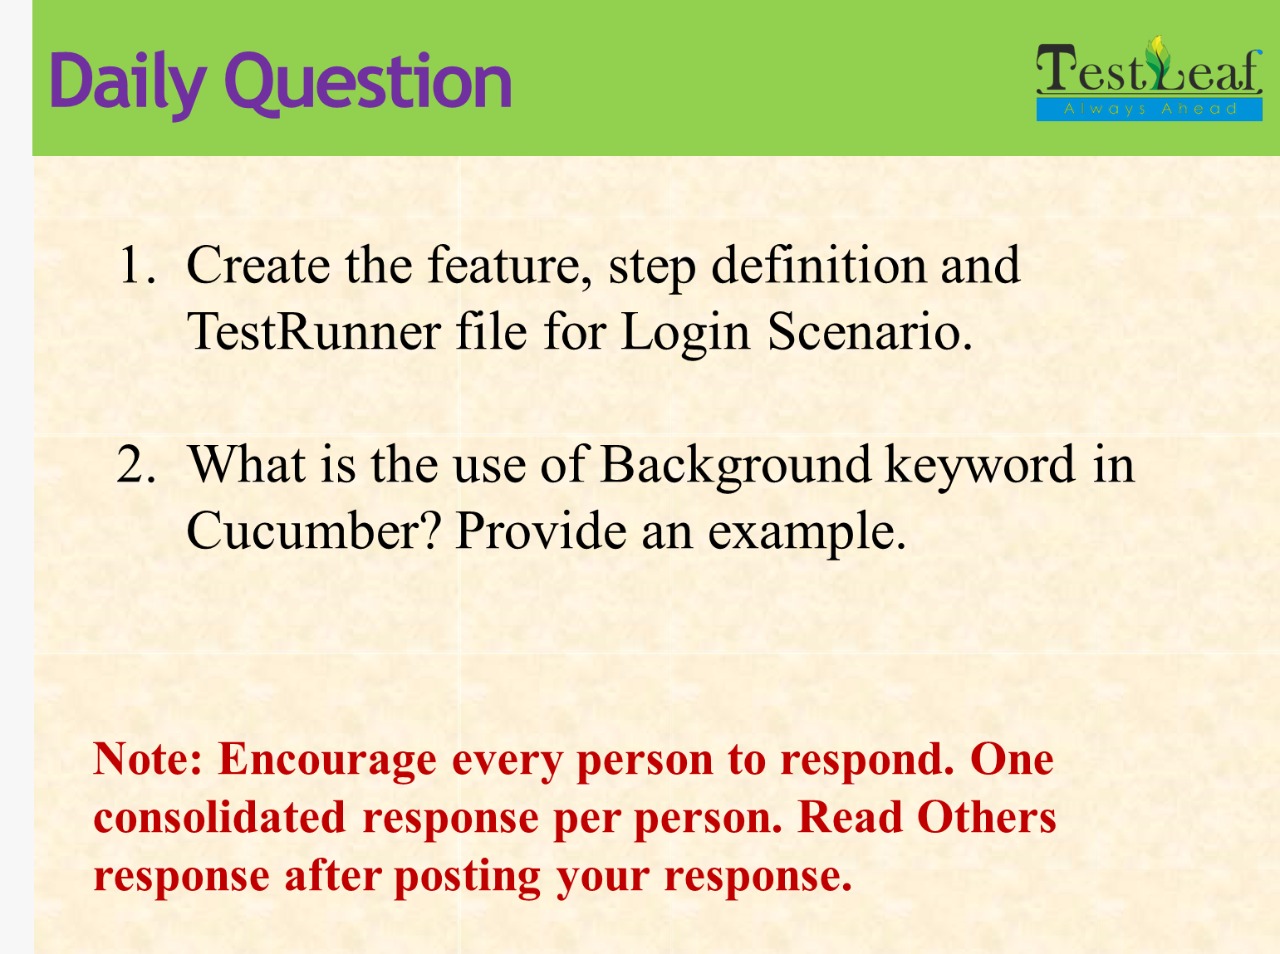 Daily Question
TestLeaf
Always Ahead
1. Create the feature, step definition and
TestRunner file for Login Scenario.
2. What is the use of Background keyword in
Cucumber? Provide an example.
Note: Encourage every person to respond. One
consolidated response per person. Read Others
response after posting your response.